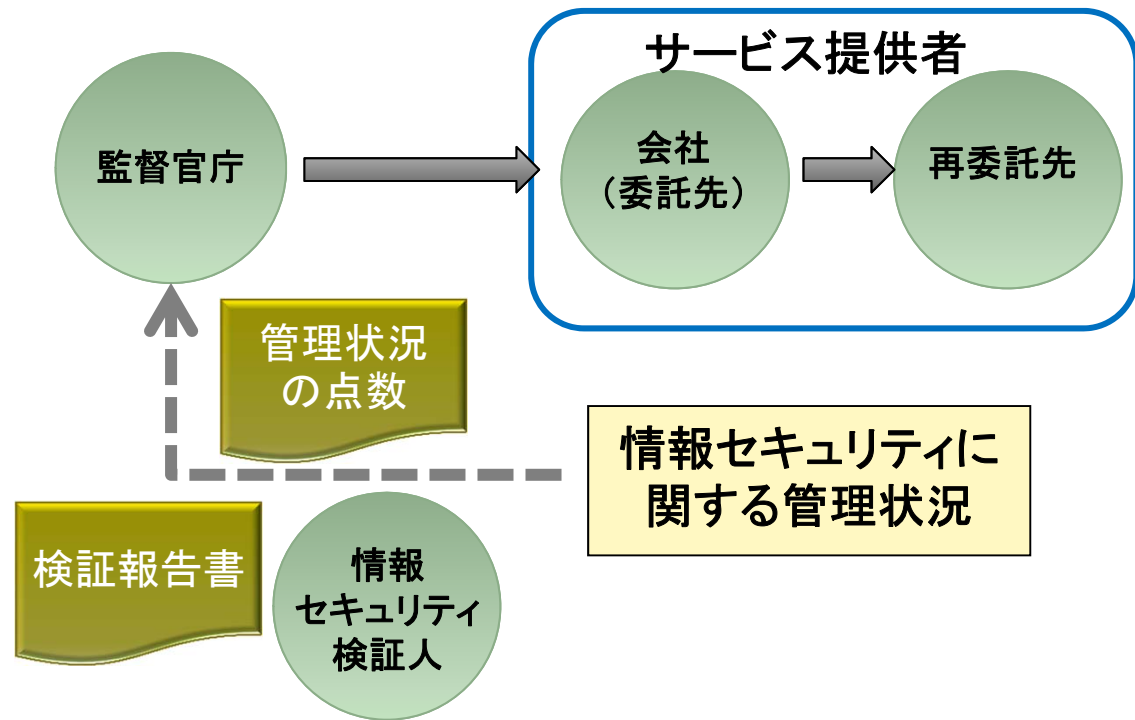 サービス提供者
監督官庁
会社
（委託先）
再委託先
管理状況
の点数
情報セキュリティに
関する管理状況
検証報告書
情報
セキュリティ
検証人